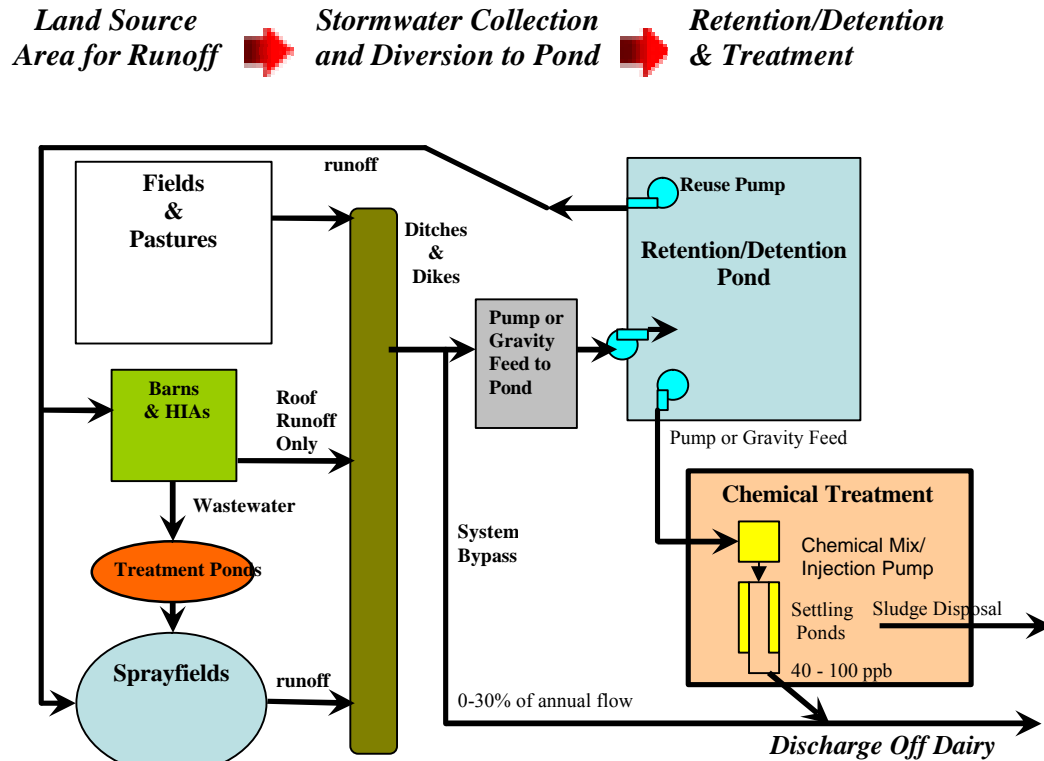 Land Source
Area for Runoff
Stormwater Collection
and Diversion to Pond
Retention/Detention
& Treatment
runoff
Fields
&
Pastures
Ditches
&
Dikes
Reuse Pump
Retention/Detention
Pond
Pump or
Gravity
Feed to
Pond
Barns
& HIAs
Roof
Runoff
Only
Pump or Gravity Feed
Wastewater
Chemical Treatment
System
Bypass
Chemical Mix/
Injection Pump
Treatment Ponds
Settling
Ponds
Sludge Disposal
Sprayfields
runoff
40 - 100 ppb
0-30% of annual flow
Discharge Off Dairy